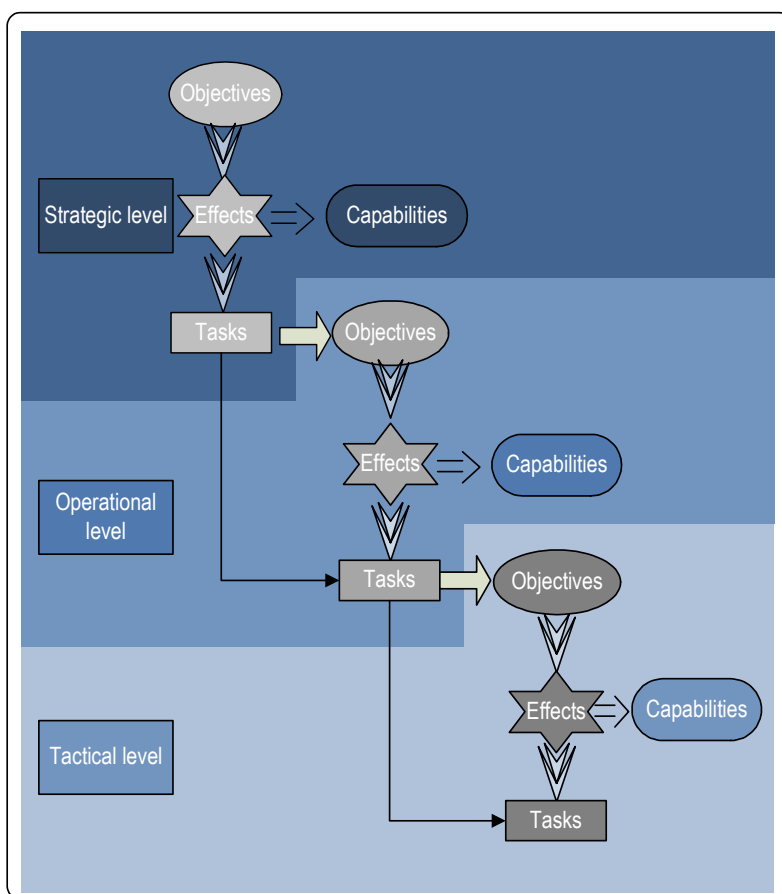 Objectives
Strategic level
Effects
Capabilities
Tasks
Objectives
Operational
level
Effects
Capabilities
Tasks
Objectives
Tactical level
Effects
Capabilities
Tasks